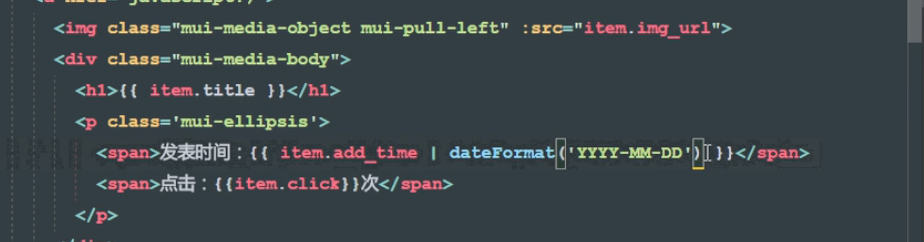 <img class="mui-media-object mui-pull-left" :src="item.img_url">
<div class="mui-media-body">
<h1>{{ item.title }}</h1>
<p class='mui-ellipsis'>
<span>发表时间：{{ item.add_time | dateFormat('YYYY-MM-DD') }}</span>
<span>点击：{{item.click}}次</span>
</p>